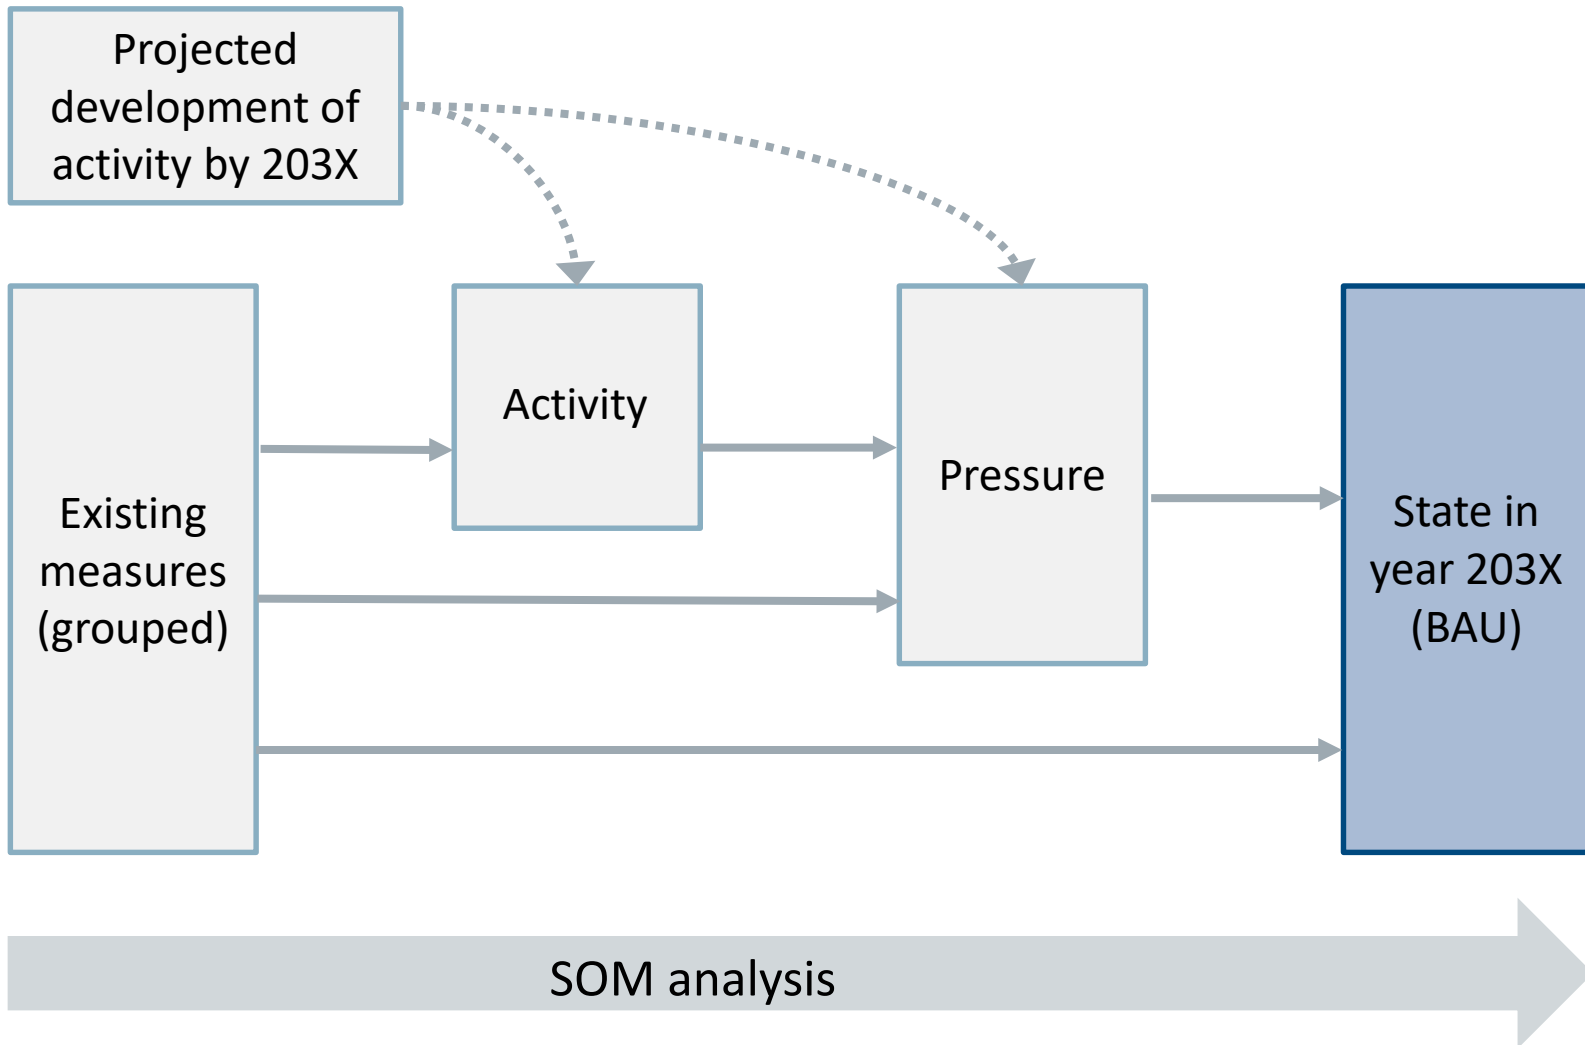 Projected
development of
activity by 203X
Existing
measures
(grouped)
Activity
Pressure
State in
year 203X
(BAU)
SOM analysis